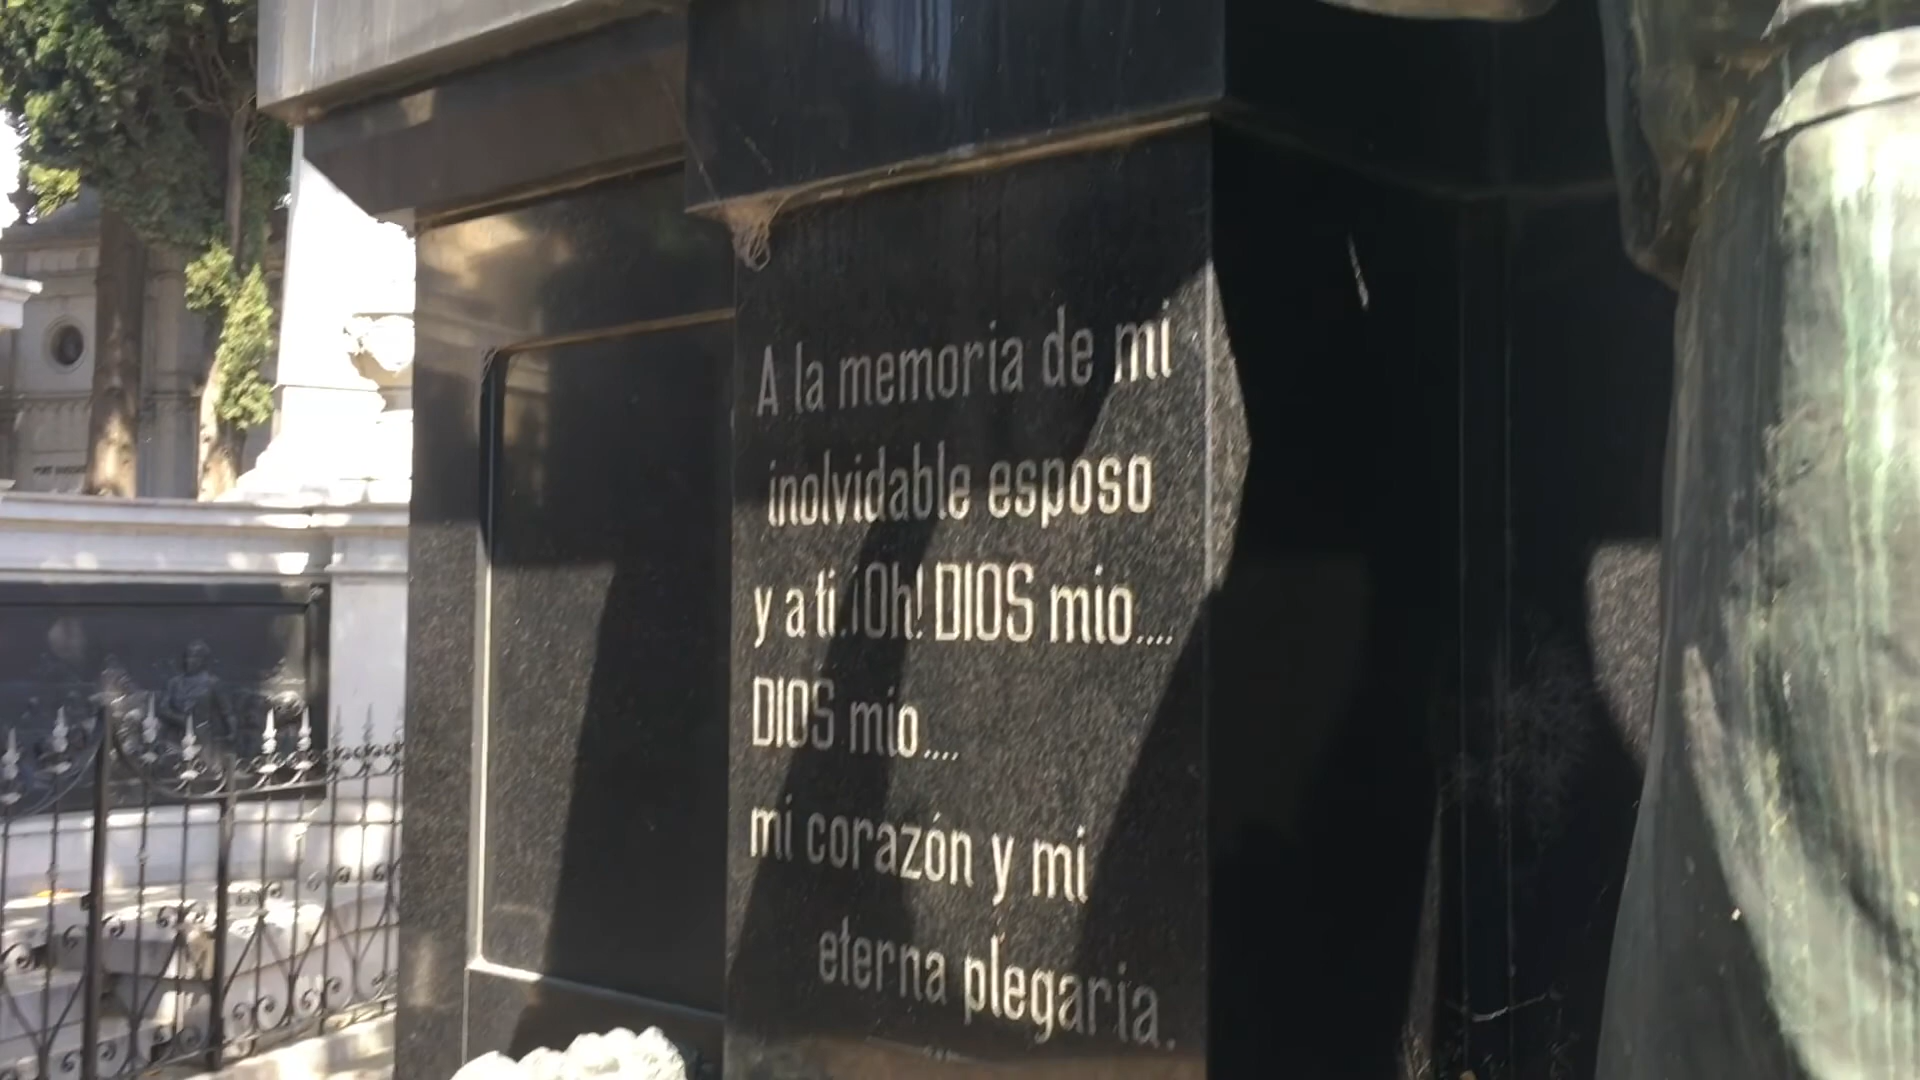 A la memoria de mi
inolvidable esposo
y a ti ¡Oh! DIOS mio....
DIOS mio....
mi corazón y mi
eterna plegaria.